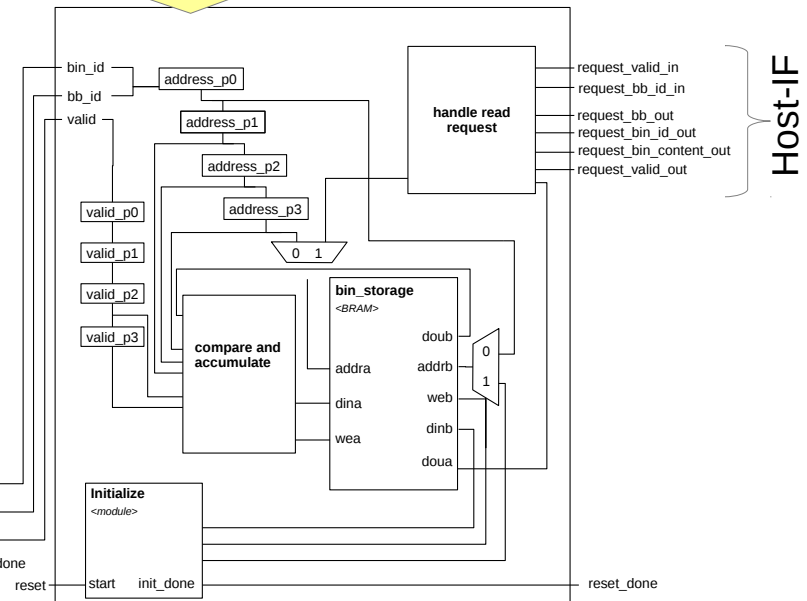 bin_id
bb_id
valid
address_p0
address_p1
address_p2
address_p3
valid_p0
valid_p1
valid_p2
valid_p3
0 1
handle read
request
request_valid_in
request_bb_id_in
request_bb_out
request_bin_id_out
request_bin_content_out
request_valid_out
Host-IF
compare and
accumulate
bin_storage
<BRAM>
doub
addrb
web
dinb
doua
addra
dina
wea
0
1
Initialize
<module>
start
init_done
done
reset
reset_done